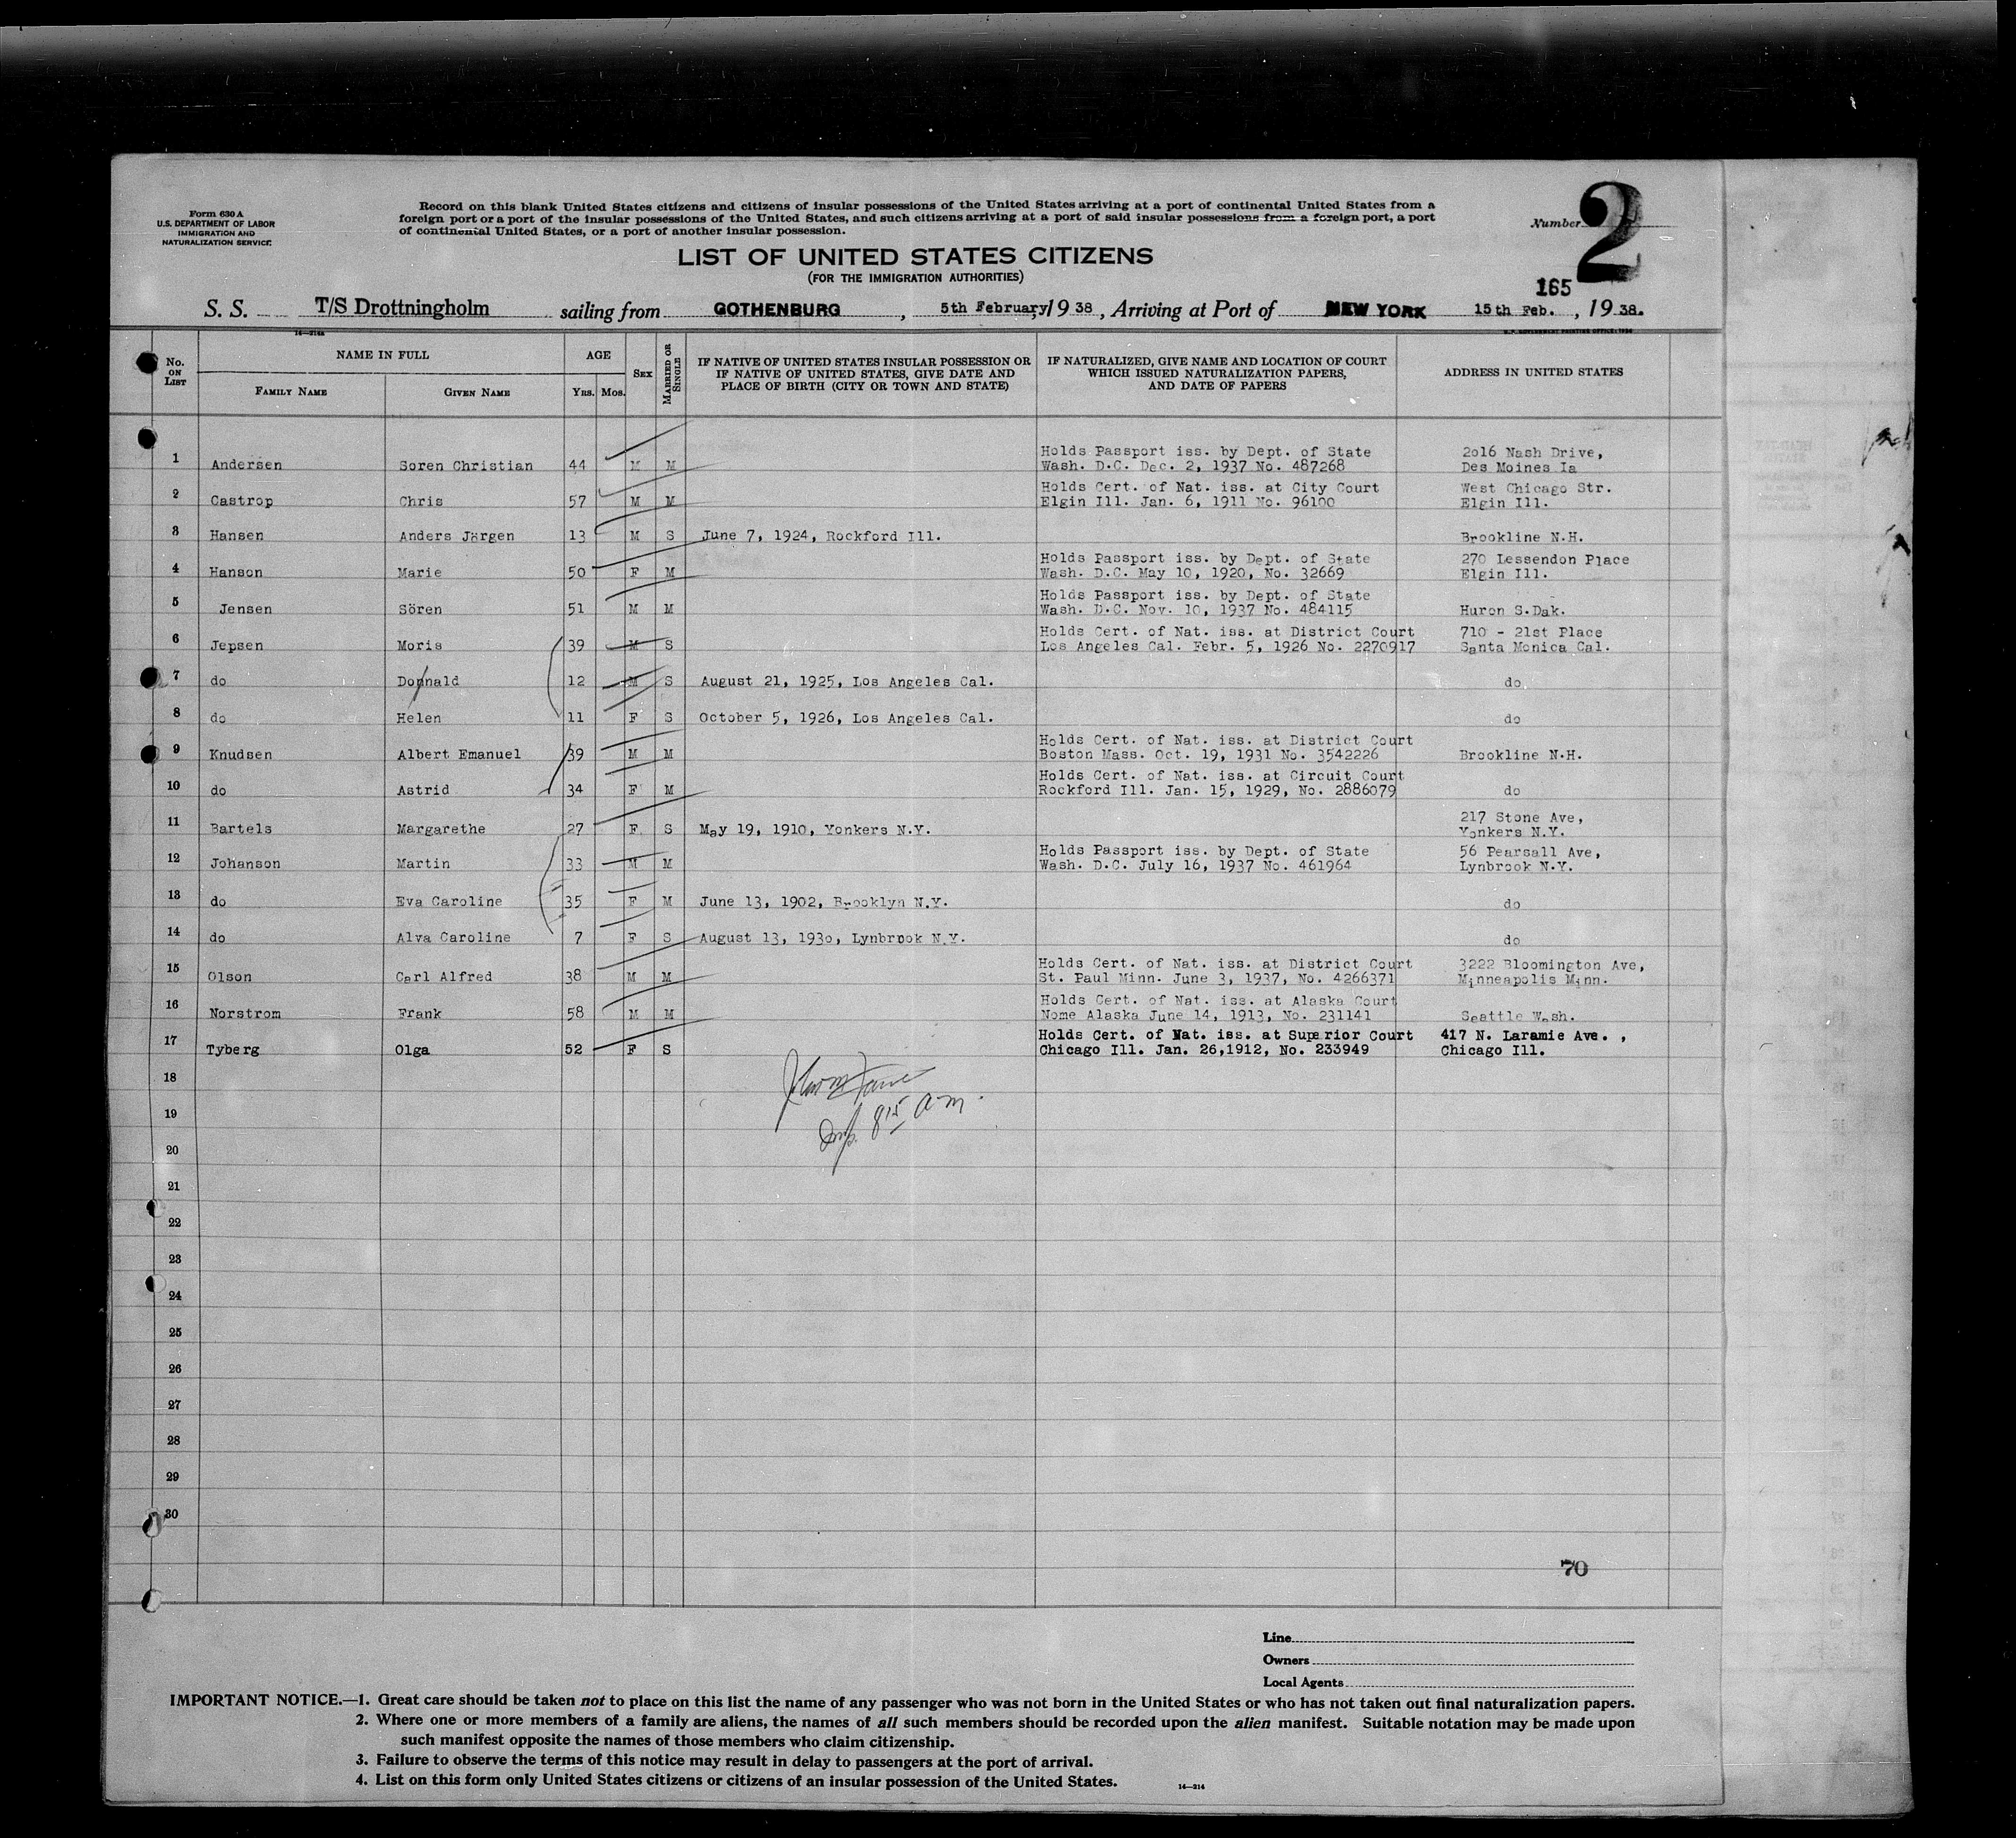 Form 630 A
U.S. DEPARTMENT OF LABOR
IMMIGRATION AND
NATURALIZATION SERVICE
Record on this blank United States citizens and citizens of insular possessions of the United States arriving at a port of continental United States from a
foreign port or a port of the insular possessions of the United States, and such citizens arriving at a port of said insular possessions from a foreign port, a port
of continental United States, or a port of another insular possession.
Number 2
LIST OF UNITED STATES CITIZENS
(FOR THE IMMIGRATION AUTHORITIES)
165
S. S. T/S Drottningholm sailing from GOTHENBURG, 5th February, 1938, Arriving at Port of NEW YORK 15th Feb., 1938.
14—214a
No. ON LIST
NAME IN FULL
FAMILY NAME
GIVEN NAME
AGE
YRS. MOS.
SEX
MARRIED OR SINGLE
IF NATIVE OF UNITED STATES INSULAR POSSESSION OR
IF NATIVE OF UNITED STATES, GIVE DATE AND
PLACE OF BIRTH (CITY OR TOWN AND STATE)
IF NATURALIZED, GIVE NAME AND LOCATION OF COURT
WHICH ISSUED NATURALIZATION PAPERS,
AND DATE OF PAPERS
ADDRESS IN UNITED STATES
Holds Passport iss. by Dept. of State 2o16 Nash Drive,
1 Andersen Soren Christian 44 M M Wash. D.C. Dec. 2, 1937 No. 487268 Des Moines Ia
Holds Cert. of Nat. iss. at City Court West Chicago Str.
2 Castrop Chris 57 M M Elgin Ill. Jan. 6, 1911 No. 96100 Elgin Ill.
3 Hansen Anders Jörgen 13 M S June 7, 1924, Rockford Ill. Brookline N.H.
Holds Passport iss. by Dept. of State 270 Lessendon Place
4 Hanson Marie 50 F M Wash. D.C. May 10, 1920, No. 32669 Elgin Ill.
Holds Passport iss. by Dept. of State
5 Jensen Sören 51 M M Wash. D.C. Nov. 10, 1937 No. 484115 Huron S.Dak.
Holds Cert. of Nat. iss. at District Court 710 - 21st Place
6 Jepsen Moris 39 M S Los Angeles Cal. Febr. 5, 1926 No. 2270917 Santa Monica Cal.
7 do Donnald 12 M S August 21, 1925, Los Angeles Cal. do
8 do Helen 11 F S October 5, 1926, Los Angeles Cal. do
Holds Cert. of Nat. iss. at District Court
9 Knudsen Albert Emanuel 39 M M Boston Mass. Oct. 19, 1931 No. 3542226 Brookline N.H.
Holds Cert. of Nat. iss. at Circuit Court
10 do Astrid 34 F M Rockford Ill. Jan. 15, 1929, No. 2886079 do
217 Stone Ave,
11 Bartels Margarethe 27 F S May 19, 1910, Yonkers N.Y. Yonkers N.Y.
Holds Passport iss. by Dept. of State 56 Pearsall Ave,
12 Johanson Martin 33 M M Wash. D.C. July 16, 1937 No. 461964 Lynbrook N.Y.
13 do Eva Caroline 35 F M June 13, 1902, Brooklyn N.Y. do
14 do Alva Caroline 7 F S August 13, 193o, Lynbrook N.Y. do
Holds Cert. of Nat. iss. at District Court 3222 Bloomington Ave,
15 Olson Carl Alfred 38 M M St. Paul Minn. June 3, 1937, No. 4266371 Minneapolis Minn.
Holds Cert. of Nat. iss. at Alaska Court
16 Norstrom Frank 58 M M Nome Alaska June 14, 1913, No. 231141 Seattle Wash.
Holds Cert. of Nat. iss. at Superior Court 417 N. Laramie Ave. ,
17 Tyberg Olga 52 F S Chicago Ill. Jan. 26,1912, No. 233949 Chicago Ill.
18
19
8 15 am.
20
21
22
23
24
25
26
27
28
29
30
70
Line
Owners
Local Agents
IMPORTANT NOTICE.—1. Great care should be taken not to place on this list the name of any passenger who was not born in the United States or who has not taken out final naturalization papers.
2. Where one or more members of a family are aliens, the names of all such members should be recorded upon the alien manifest. Suitable notation may be made upon
such manifest opposite the names of those members who claim citizenship.
3. Failure to observe the terms of this notice may result in delay to passengers at the port of arrival.
4. List on this form only United States citizens or citizens of an insular possession of the United States. 14—214